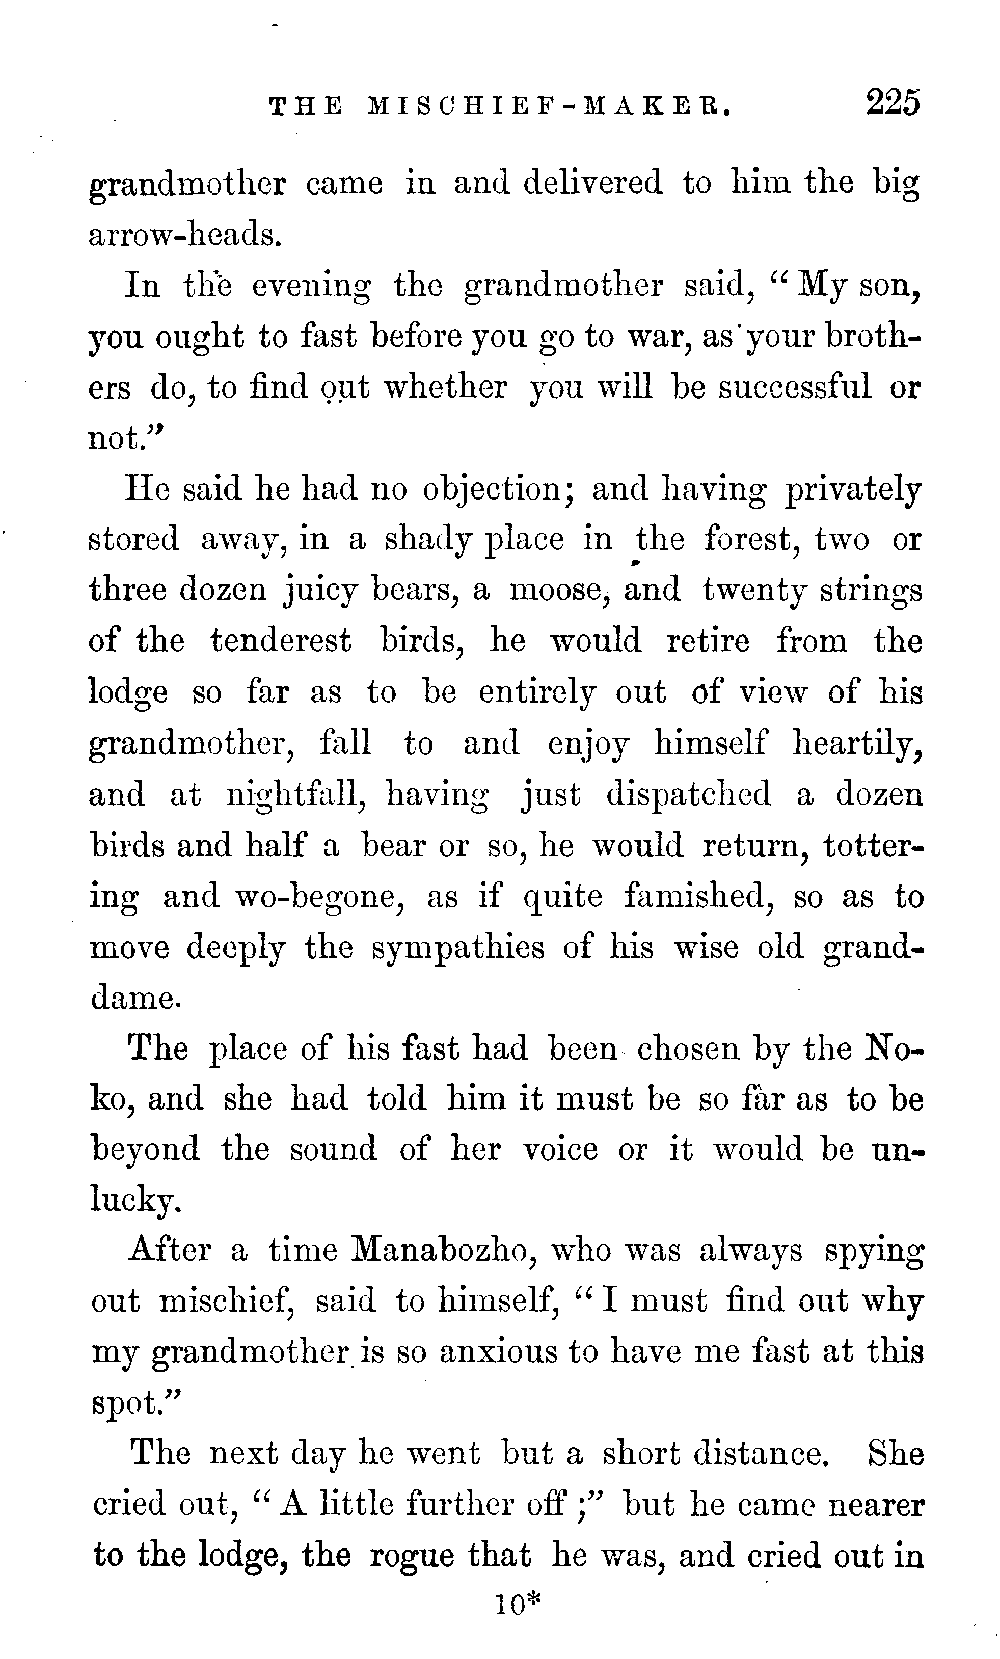 THE MISCHIEF-MAKER. 225
grandmother came in and delivered to him the big
arrow-heads.
In the evening the grandmother said, "My son,
you ought to fast before you go to war, as your broth-
ers do, to find out whether you will be successful or
not."
He said he had no objection; and having privately
stored away, in a shady place in the forest, two or
three dozen juicy bears, a moose, and twenty strings
of the tenderest birds, he would retire from the
lodge so far as to be entirely out of view of his
grandmother, fall to and enjoy himself heartily,
and at nightfall, having just dispatched a dozen
birds and half a bear or so, he would return, totter-
ing and wo-begone, as if quite famished, so as to
move deeply the sympathies of his wise old grand-
dame.
The place of his fast had been chosen by the No-
ko, and she had told him it must be so far as to be
beyond the sound of her voice or it would be un-
lucky.
After a time Manabozho, who was always spying
out mischief, said to himself, "I must find out why
my grandmother is so anxious to have me fast at this
spot."
The next day he went but a short distance. She
cried out, "A little further off;" but he came nearer
to the lodge, the rogue that he was, and cried out in
10*